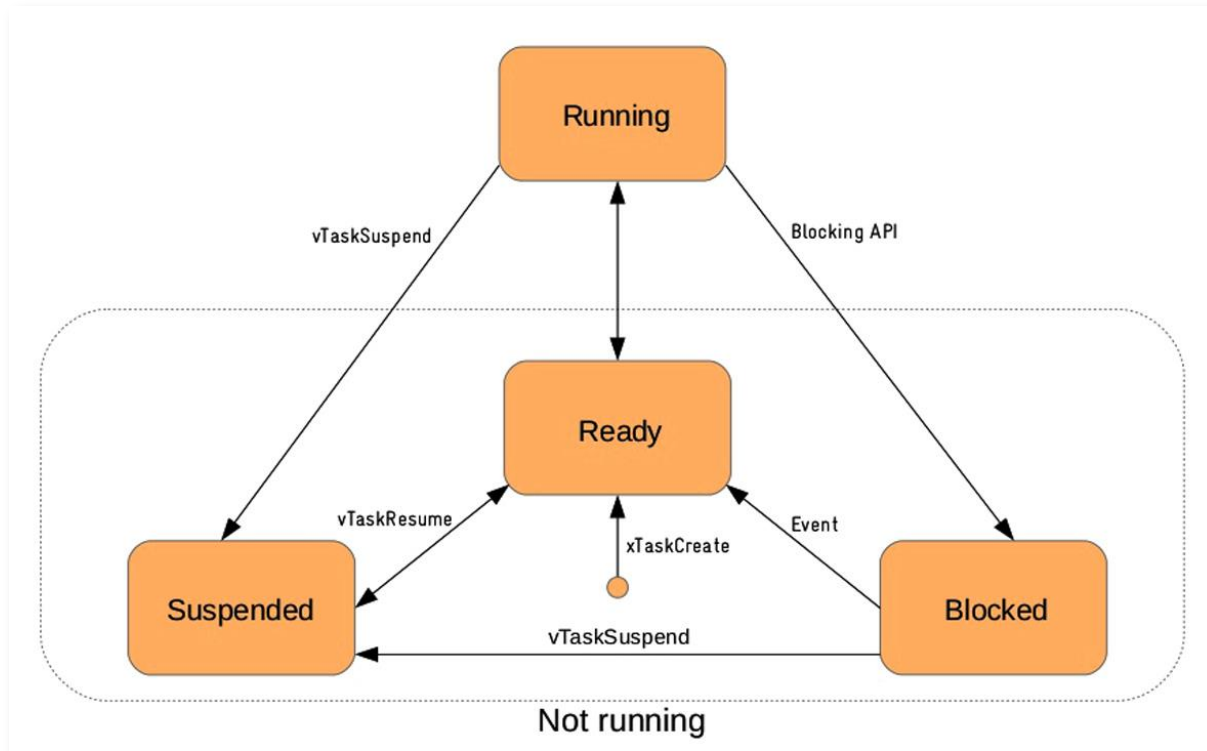 Running
vTaskSuspend
Blocking API
Ready
vTaskResume
Event
xTaskCreate
Suspended
Blocked
vTaskSuspend
Not running